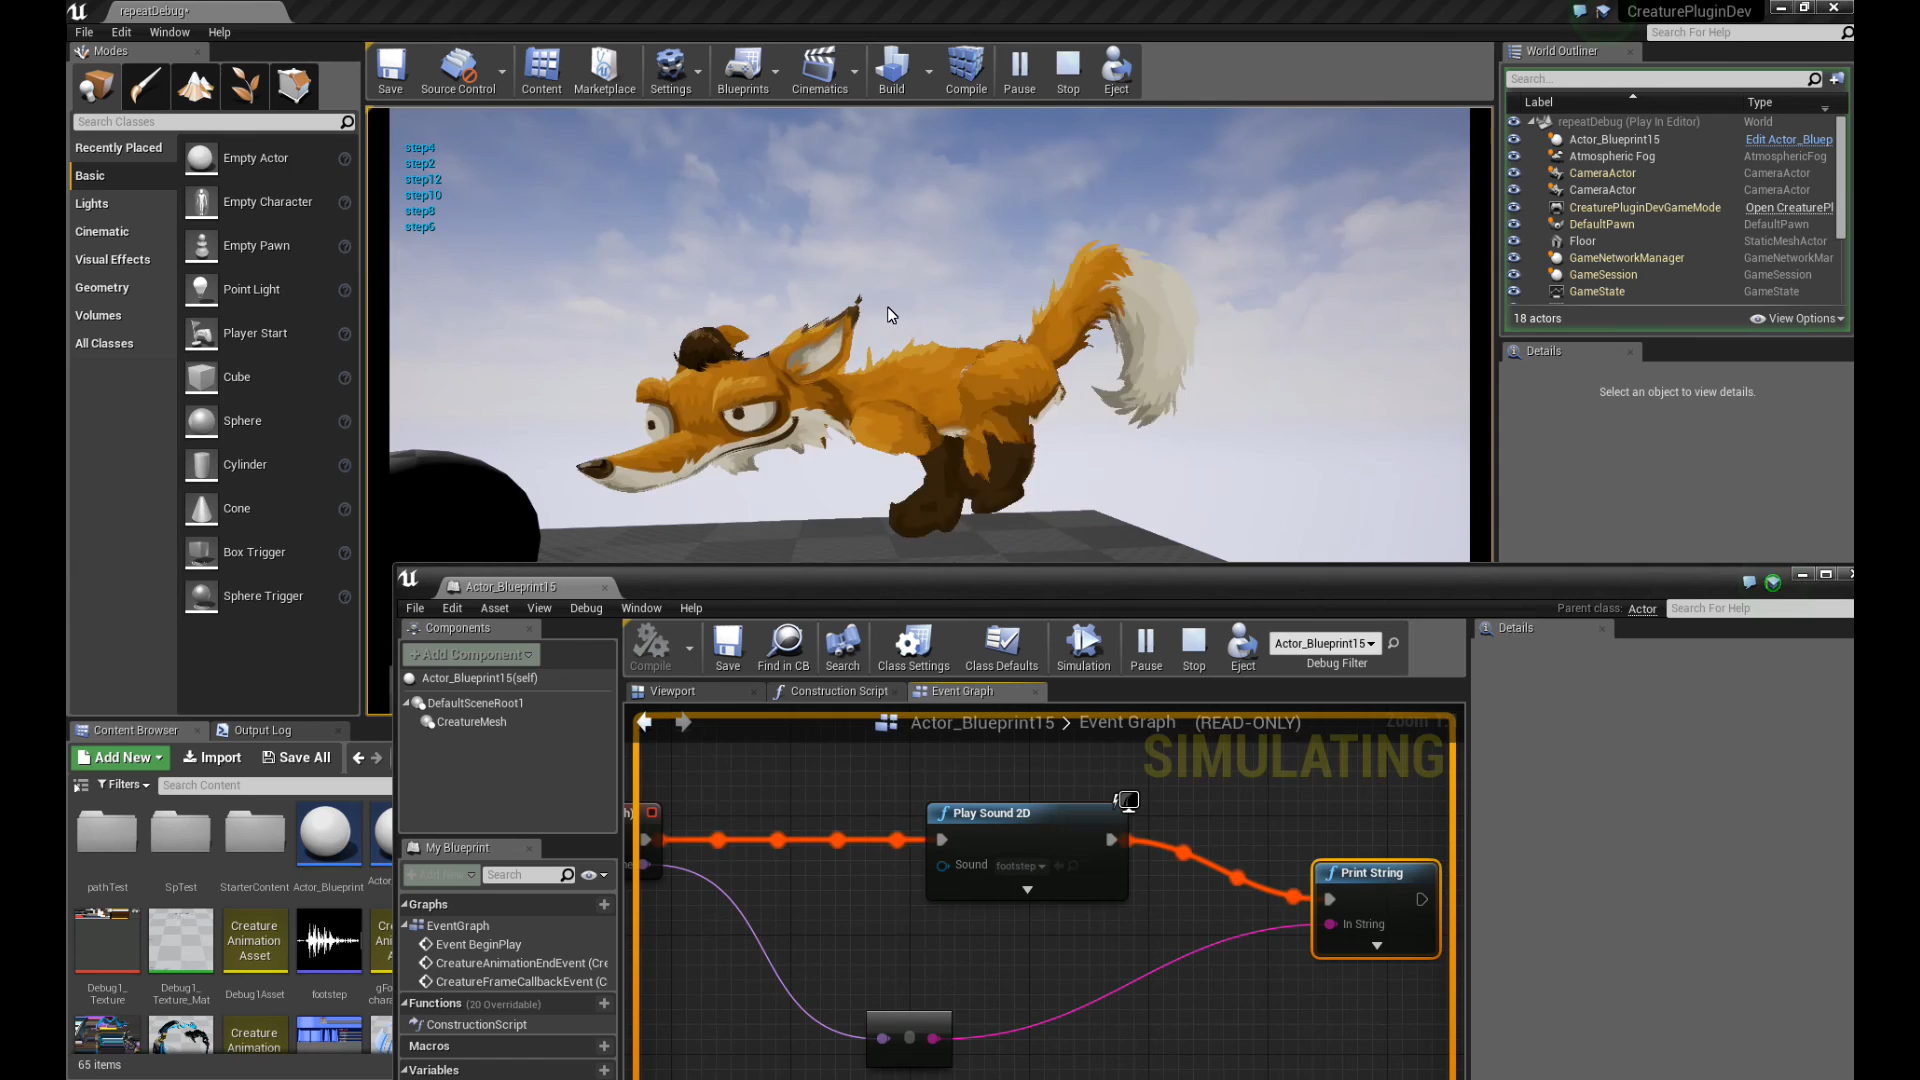 repeatDebug*
CreaturePluginDev
File Edit Window Help
Search For Help
Modes
Search Classes
Recently Placed
Basic
Lights
Cinematic
Visual Effects
Geometry
Volumes
All Classes
Empty Actor
Empty Character
Empty Pawn
Point Light
Player Start
Cube
Sphere
Cylinder
Cone
Box Trigger
Sphere Trigger
Save
Source Control
Content
Marketplace
Settings
Blueprints
Cinematics
Build
Compile
Pause
Stop
Eject
step4
step2
step12
step10
step8
step6
World Outliner
Search...
Label Type
repeatDebug (Play In Editor) World
Actor_Blueprint15 Edit Actor_Bluep
Atmospheric Fog AtmosphericFog
CameraActor CameraActor
CameraActor CameraActor
CreaturePluginDevGameMode Open CreaturePl
DefaultPawn DefaultPawn
Floor StaticMeshActor
GameNetworkManager GameNetworkMar
GameSession GameSession
GameState GameState
18 actors
View Options
Details
Select an object to view details.
Content Browser
Output Log
Add New Import Save All
Filters
Search Content
pathTest
SpTest
StarterContent
Actor_Blueprint
Actor_
Creature
Animation
Asset
Debug1_
Texture
Debug1_
Texture_Mat
Debug1Asset
footstep
Creature
Animation
65 items
Actor_Blueprint15
File Edit Asset View Debug Window Help
Parent class: Actor
Search For Help
Components
+Add Component
Actor_Blueprint15(self)
DefaultSceneRoot1
CreatureMesh
My Blueprint
+Add New
Search
Graphs
EventGraph
Event BeginPlay
CreatureAnimationEndEvent (Cre
CreatureFrameCallbackEvent (C
Functions (20 Overridable)
ConstructionScript
Macros
Variables
Compile
Save
Find in CB
Search
Class Settings
Class Defaults
Simulation
Pause
Stop
Eject
Actor_Blueprint15
Debug Filter
Viewport
Construction Script
Event Graph
Actor_Blueprint15 > Event Graph (READ-ONLY)
SIMULATING
Play Sound 2D
Sound footstep
Print String
In String
Details